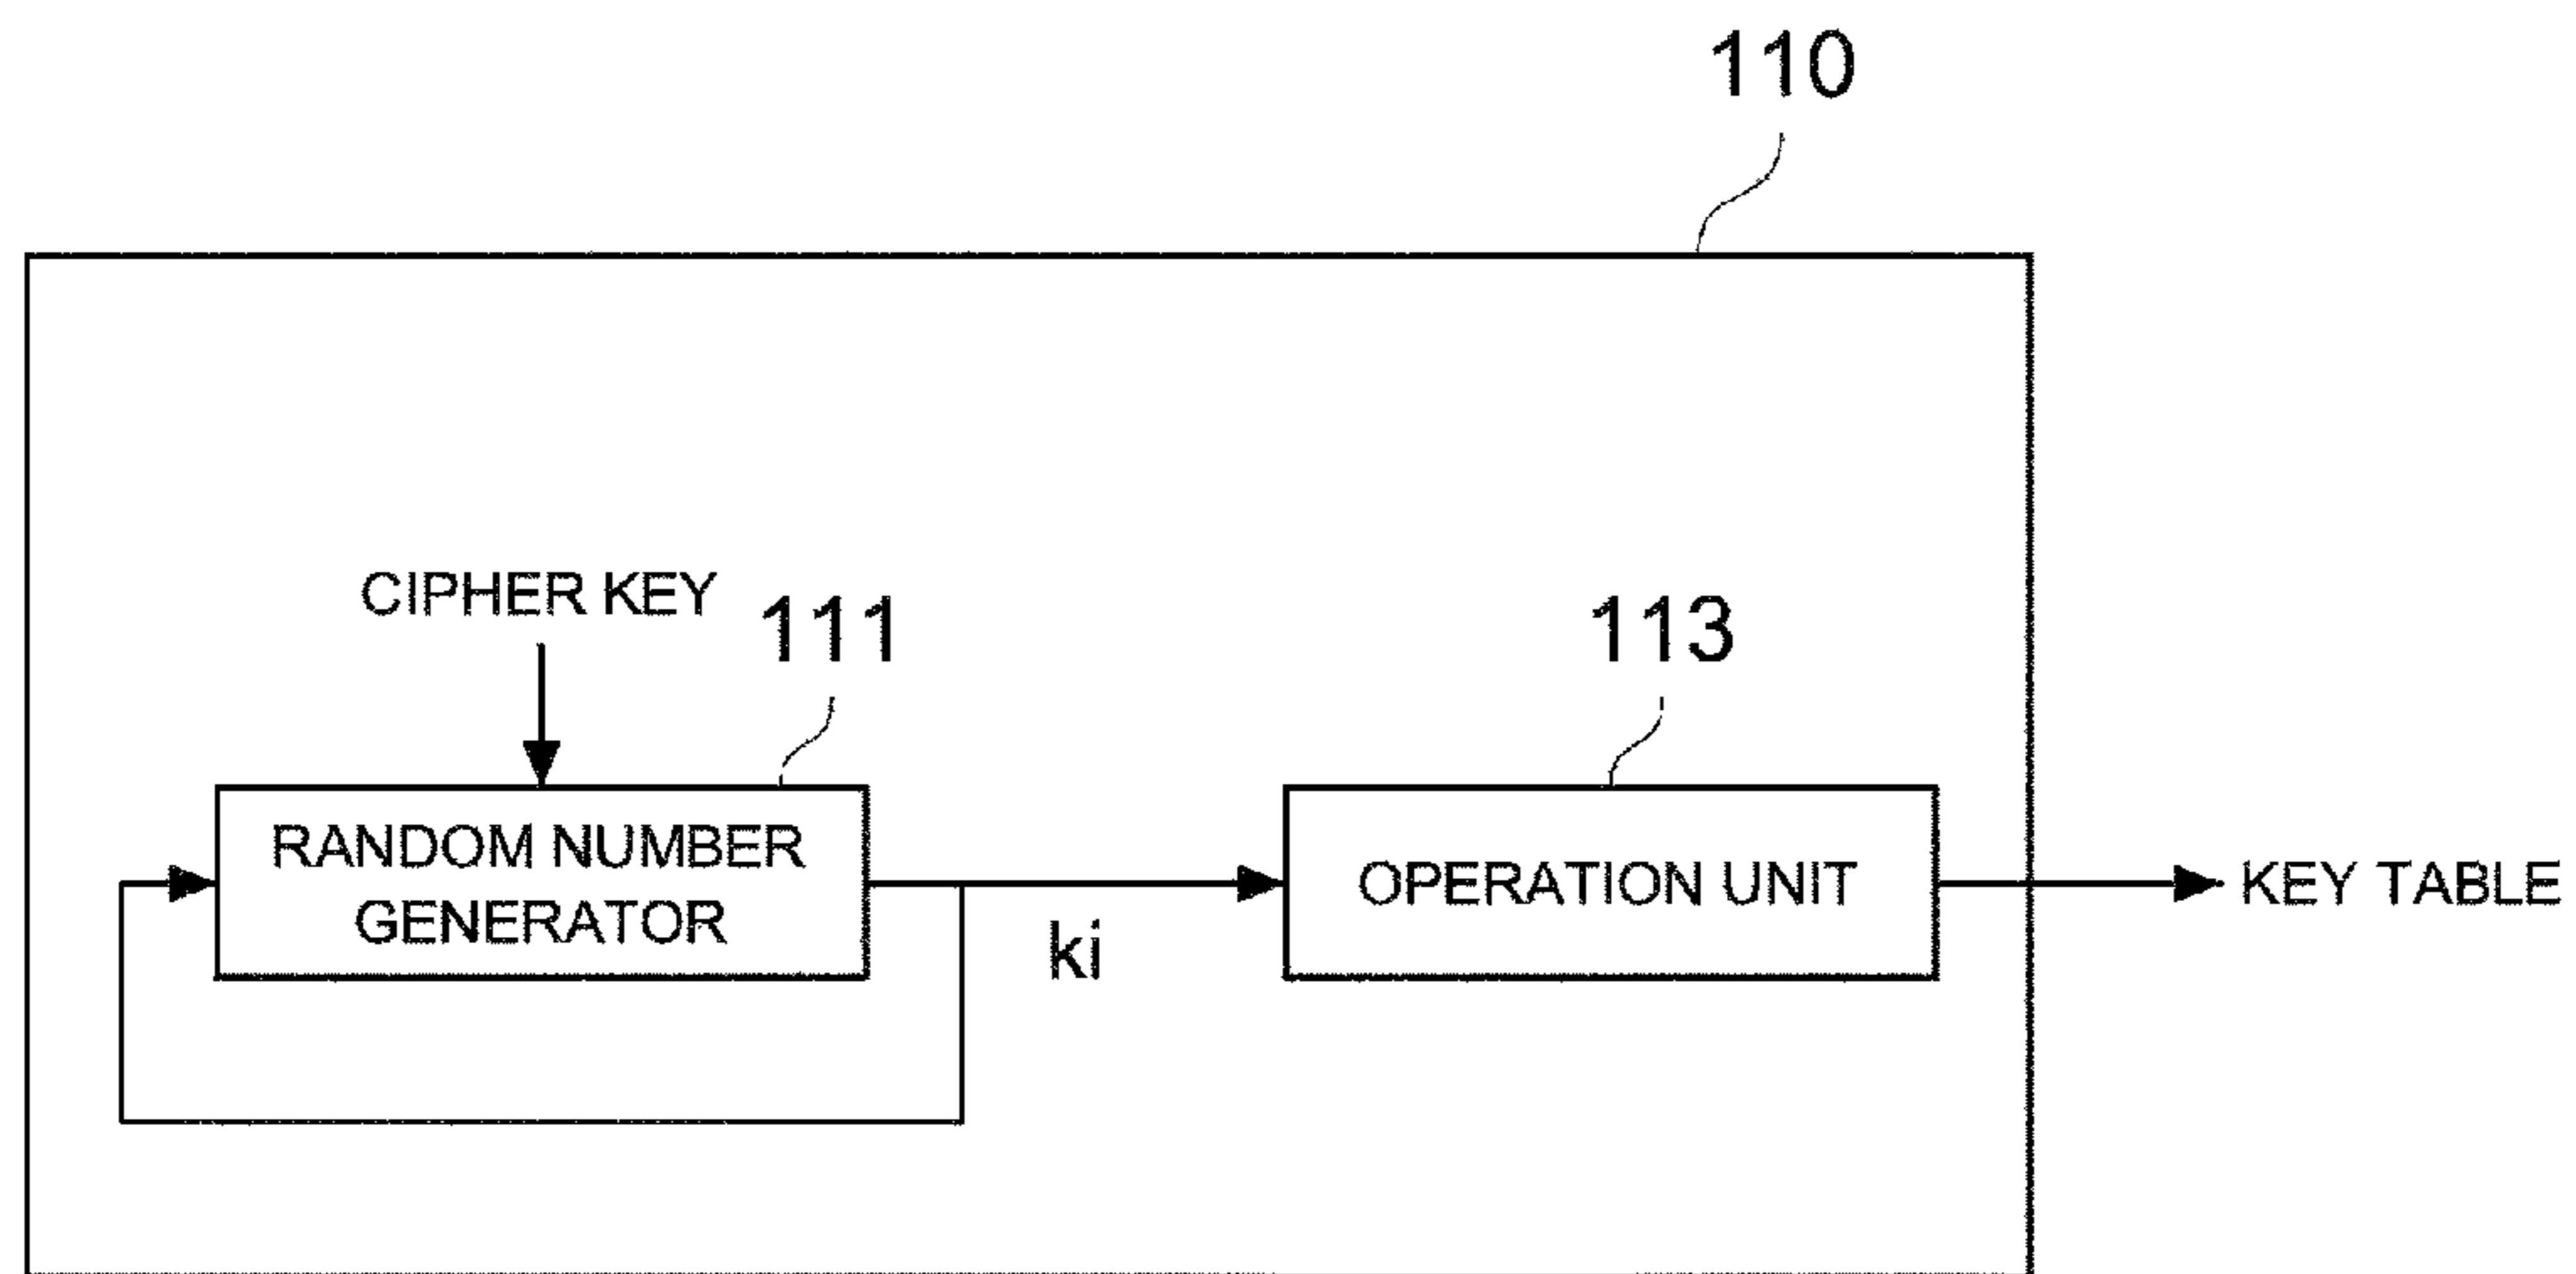 110
CIPHER KEY
111
113
RANDOM NUMBER
GENERATOR
OPERATION UNIT
KEY TABLE
ki